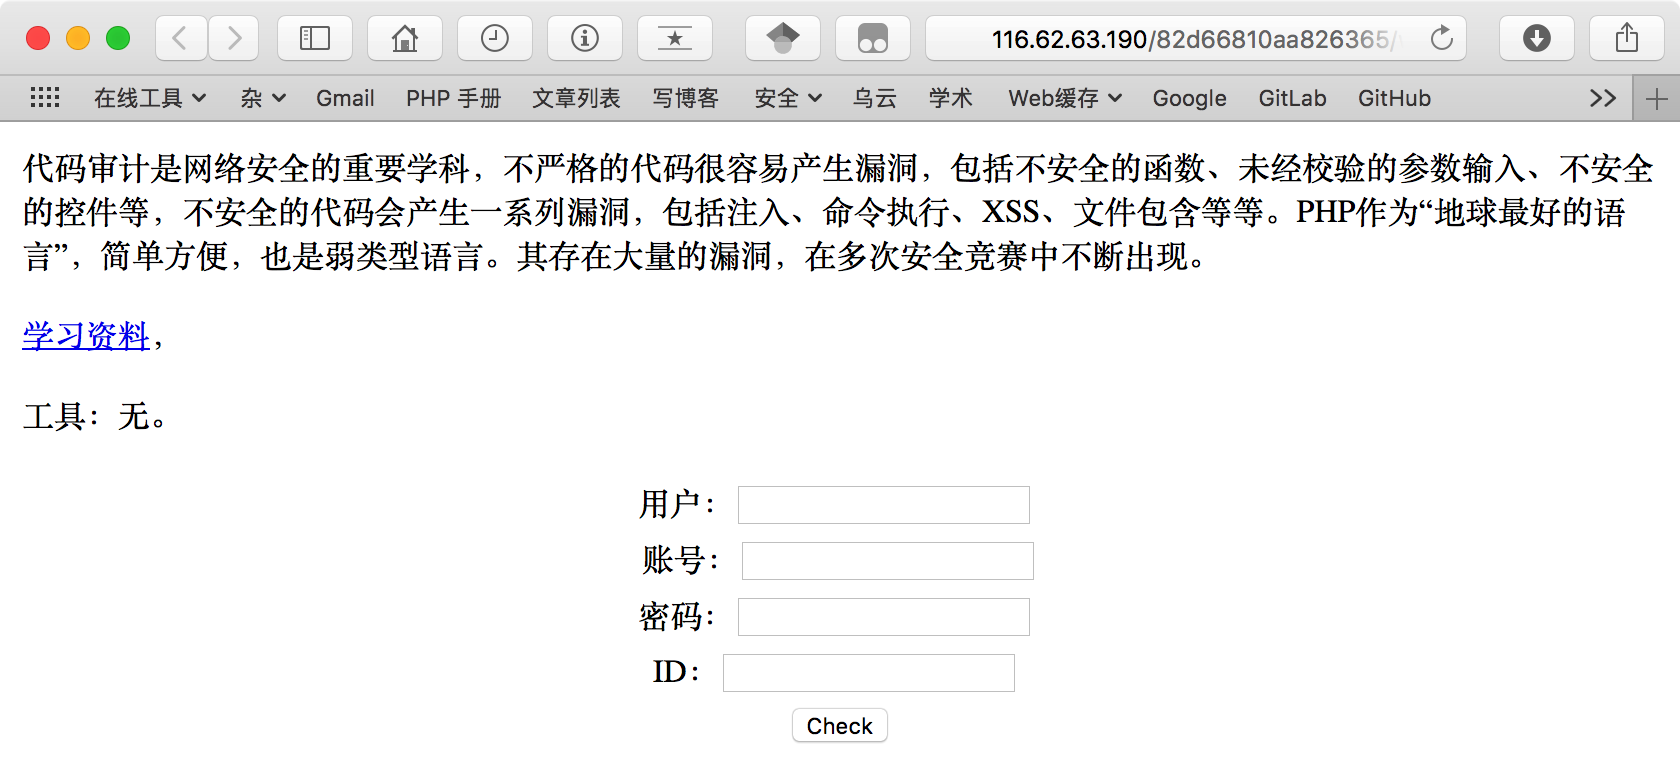 116.62.63.190/82d66810aa826365/
在线工具 杂 Gmail PHP 手册 文章列表 写博客 安全 乌云 学术 Web缓存 Google GitLab GitHub
代码审计是网络安全的重要学科，不严格的代码很容易产生漏洞，包括不安全的函数、未经校验的参数输入、不安全
的控件等，不安全的代码会产生一系列漏洞，包括注入、命令执行、XSS、文件包含等等。PHP作为“地球最好的语
言”，简单方便，也是弱类型语言。其存在大量的漏洞，在多次安全竞赛中不断出现。
学习资料，
工具：无。
用户：
账号：
密码：
ID：
Check